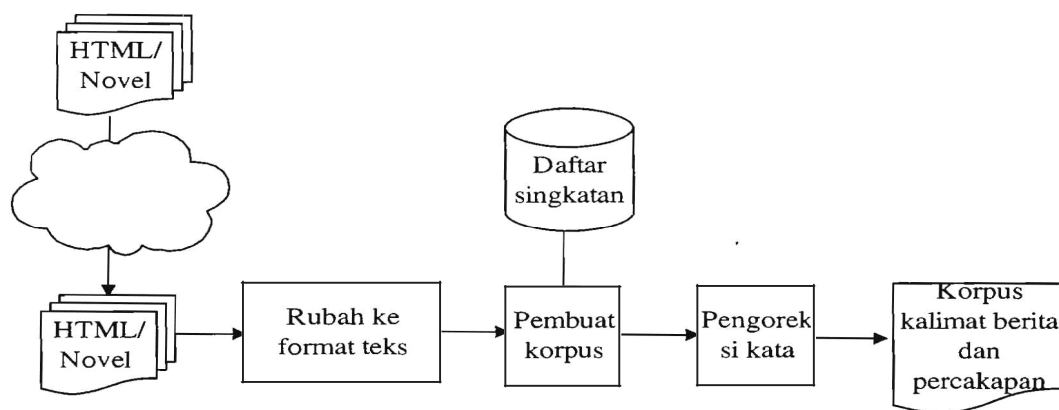 HTML/
Novel
Daftar
singkatan
HTML/
Novel
Rubah ke
format teks
Pembuat
korpus
Pengorek
si kata
Korpus
kalimat berita
dan
percakapan